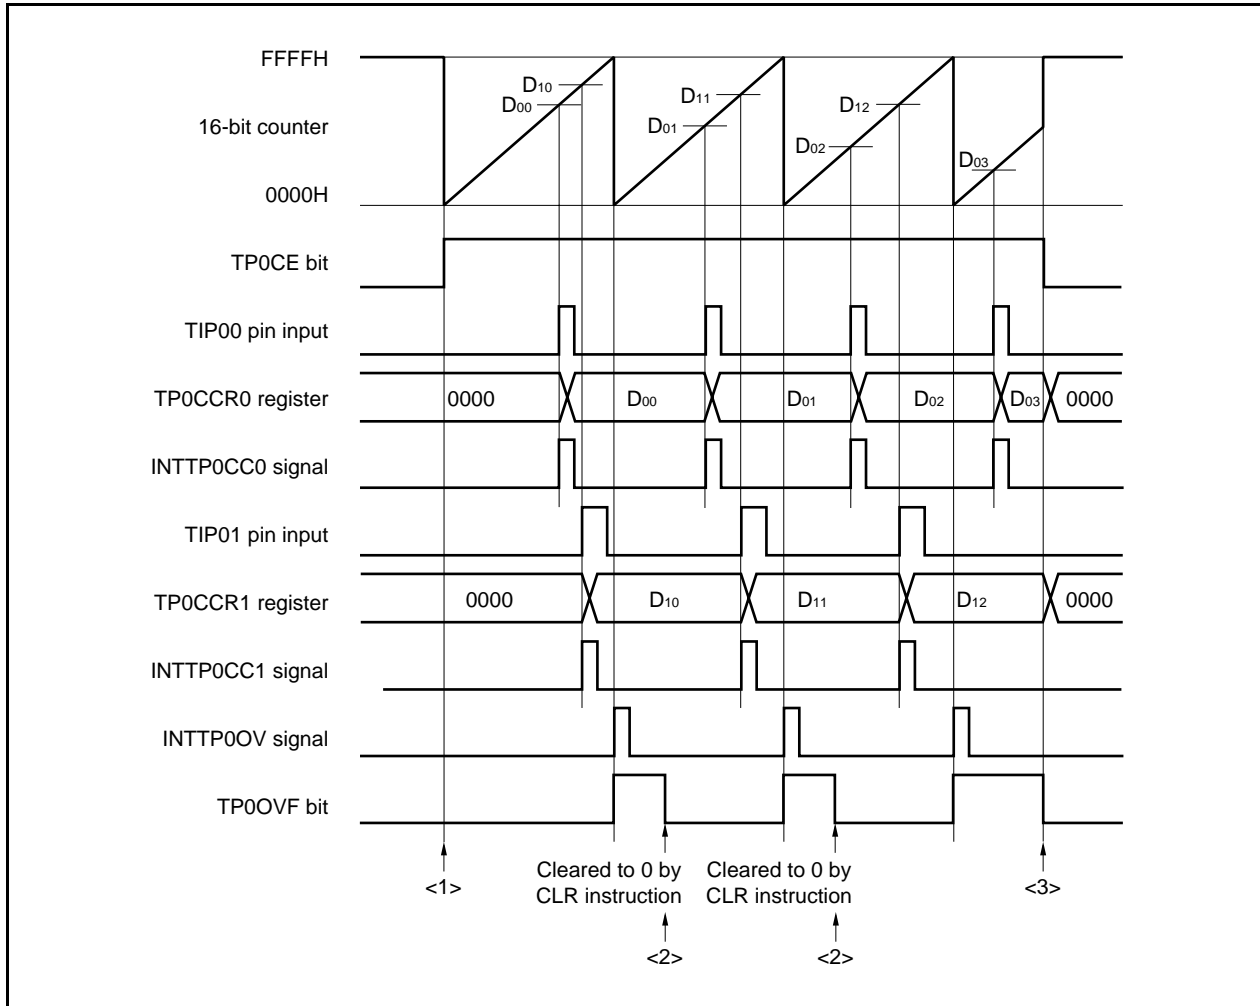 FFFFH
D10
D00
D11
D01
D12
D02
D03
16-bit counter
0000H
TP0CE bit
TIP00 pin input
TP0CCR0 register
0000
D00
D01
D02
D03
0000
INTTP0CC0 signal
TIP01 pin input
TP0CCR1 register
0000
D10
D11
D12
0000
INTTP0CC1 signal
INTTP0OV signal
TP0OVF bit
Cleared to 0 by
CLR instruction
Cleared to 0 by
CLR instruction
<1>
<3>
<2>
<2>